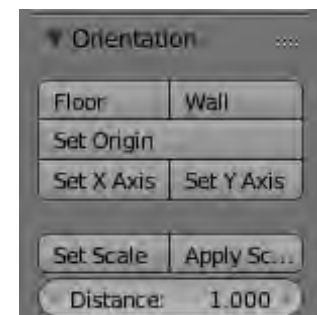 Orientation
Floor Wall
Set Origin
Set X Axis Set Y Axis
Set Scale Apply Sc...
Distance: 1.000